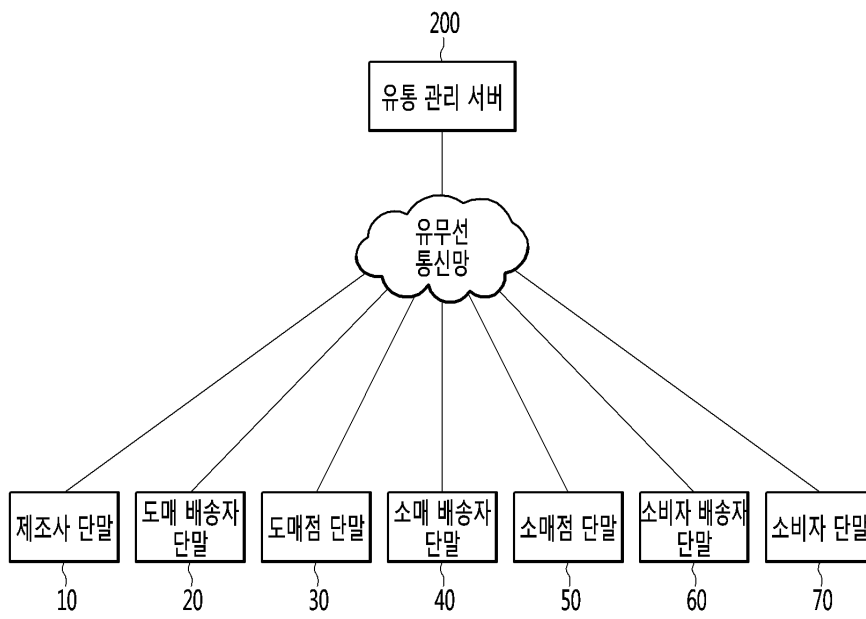 200
유통 관리 서버
유무선
통신망
제조사 단말
도매 배송자
단말
도매점 단말
소매 배송자
단말
소매점 단말
소비자 배송자
단말
소비자 단말
10
20
30
40
50
60
70